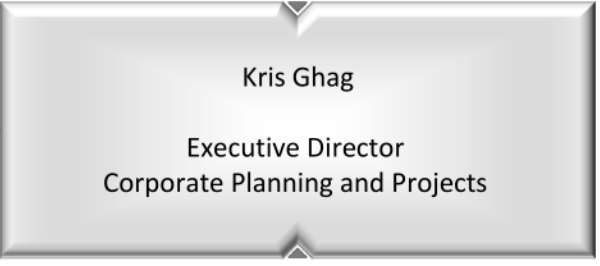 Kris Ghag
Executive Director
Corporate Planning and Projects